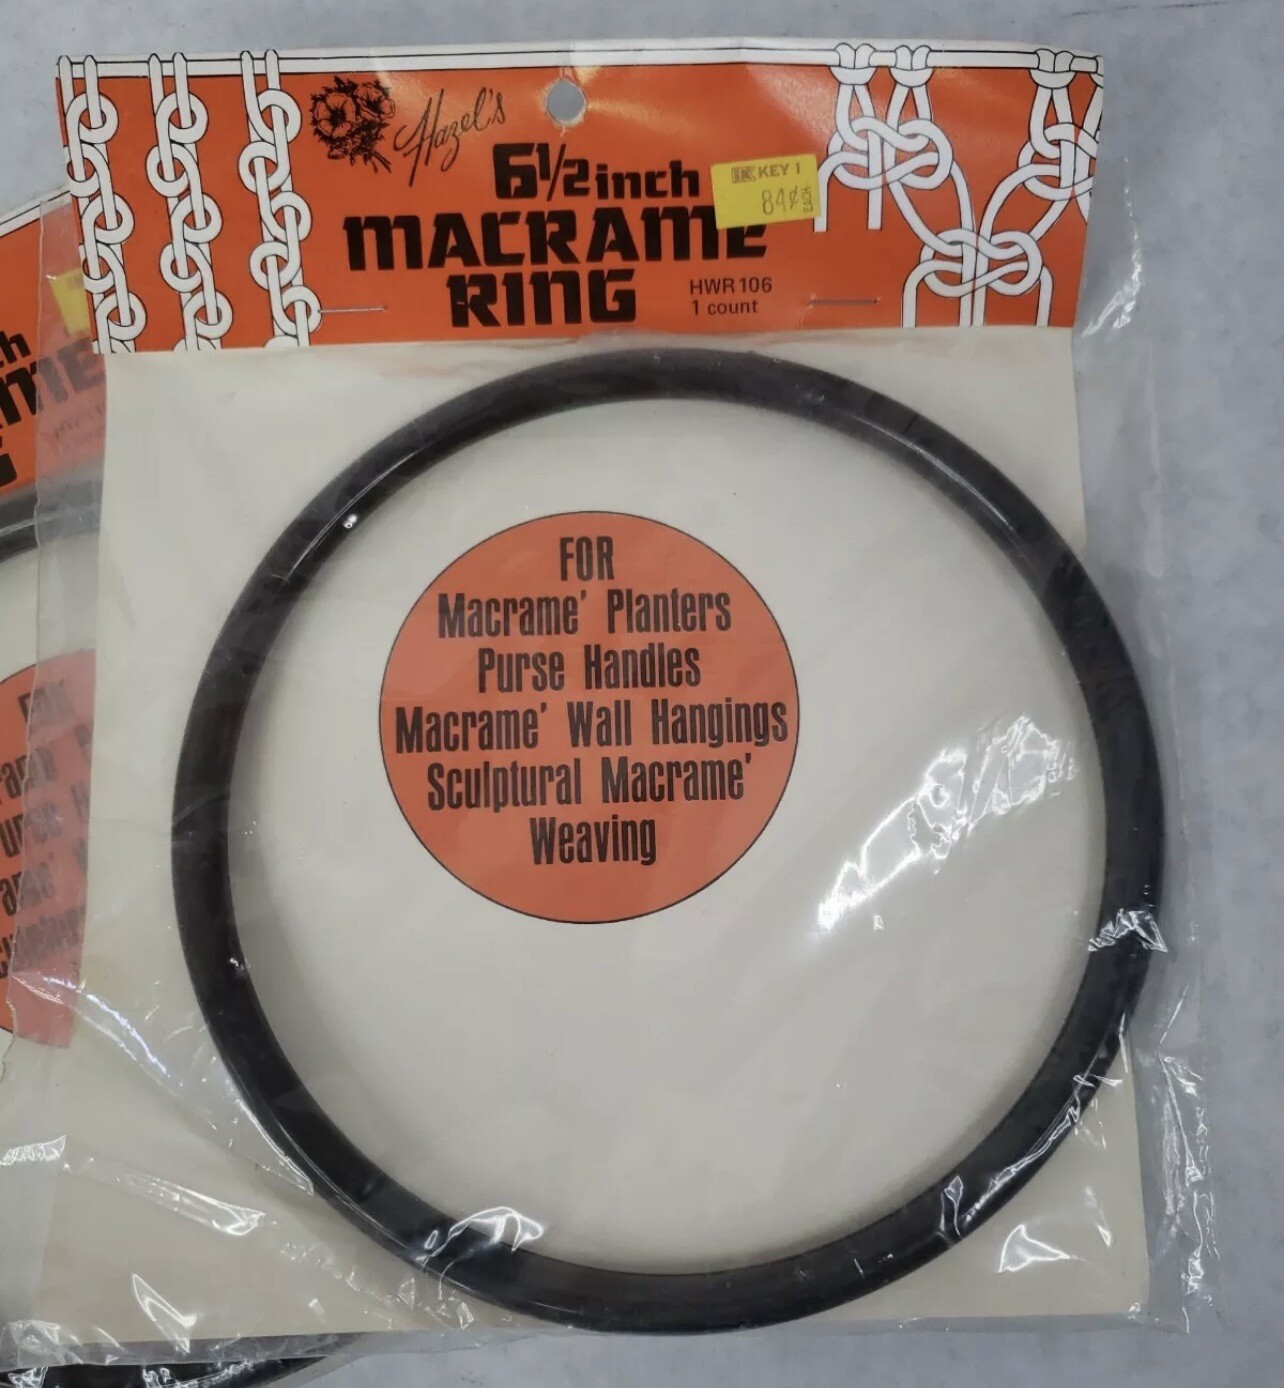 Hazel's
6½ inch
MACRAME
RING
HWR 106
1 count
K KEY 1
84¢ EACH
FOR
Macrame' Planters
Purse Handles
Macrame' Wall Hangings
Sculptural Macrame'
Weaving